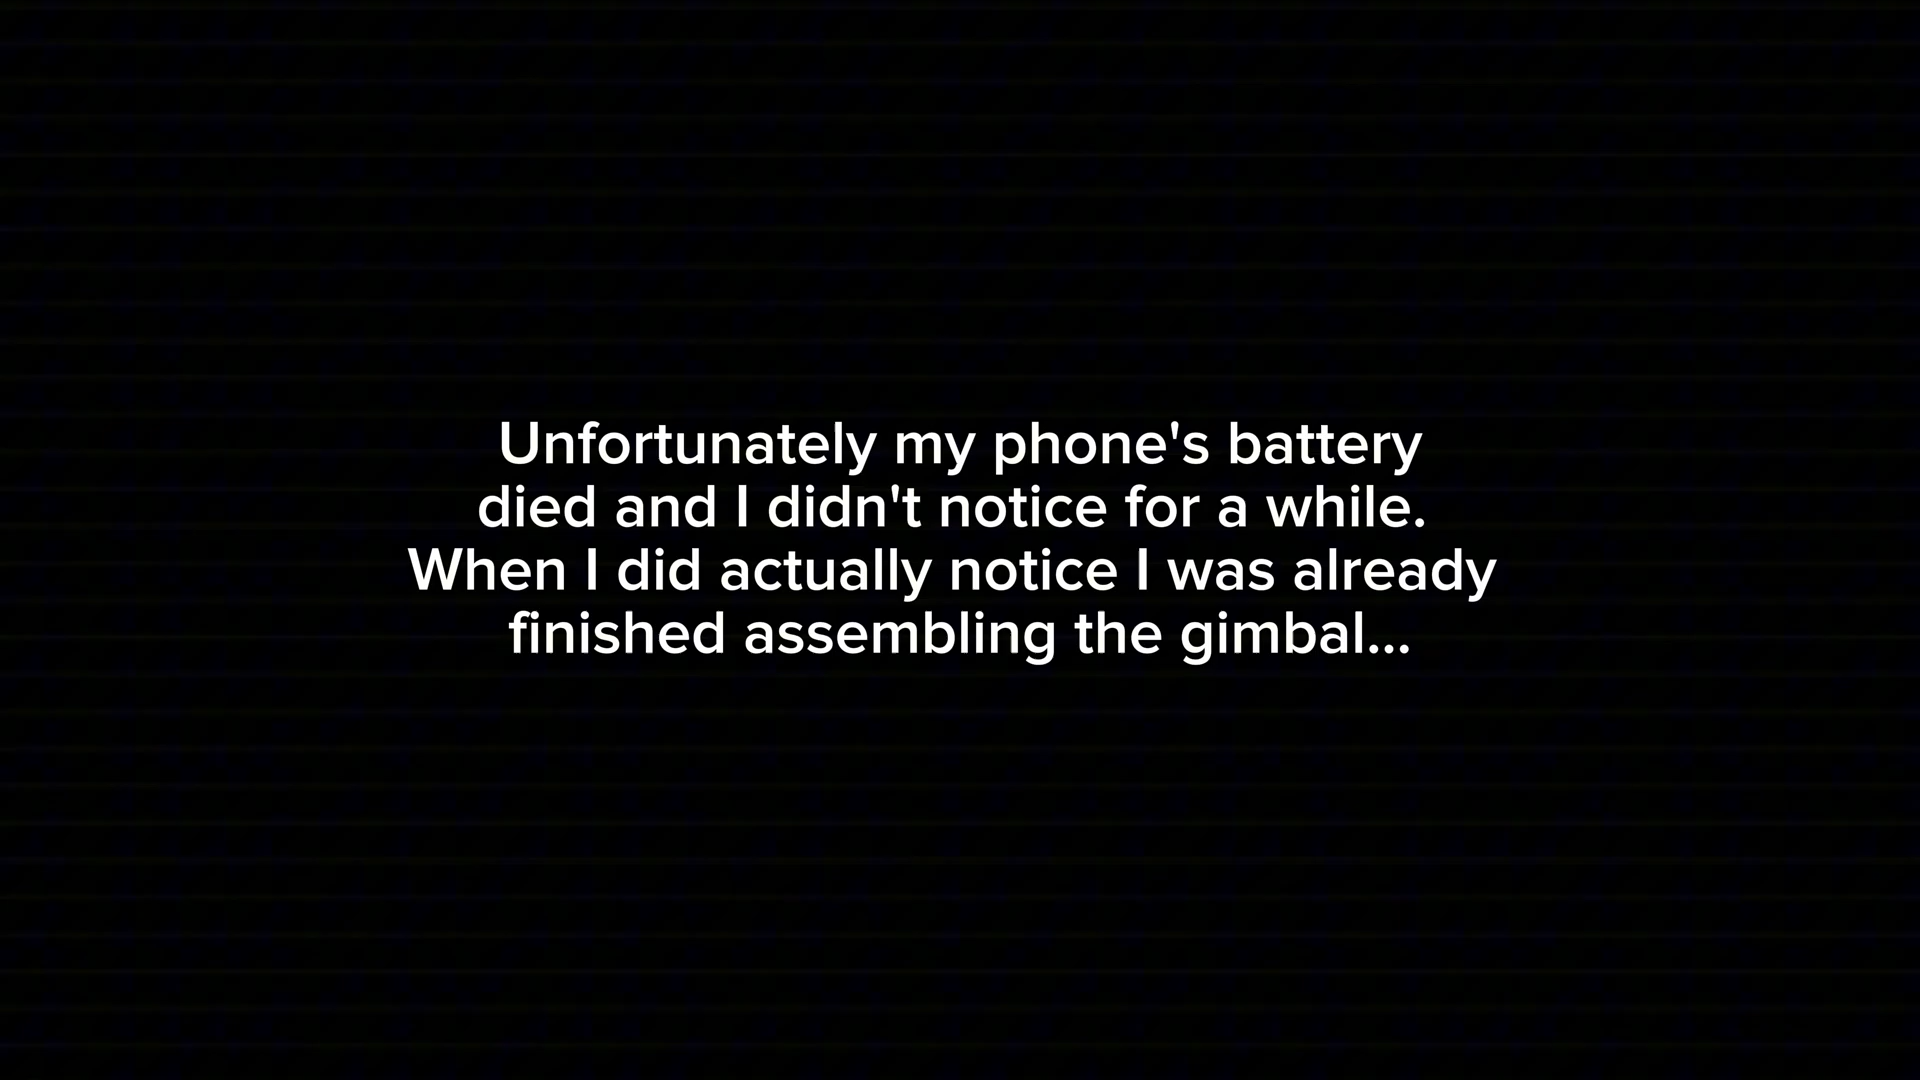 Unfortunately my phone's battery
died and I didn't notice for a while.
When I did actually notice I was already
finished assembling the gimbal...